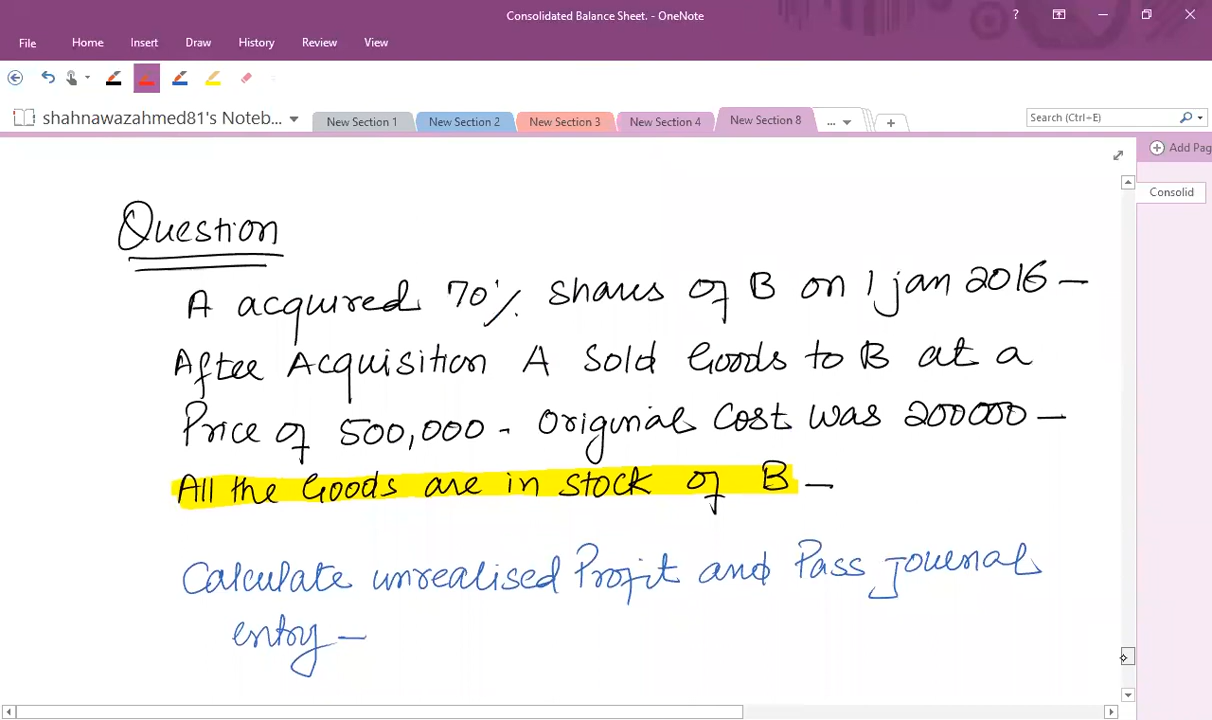 Consolidated Balance Sheet. - OneNote
?
File Home Insert Draw History Review View
shahnawazahmed81's Noteb... New Section 1 New Section 2 New Section 3 New Section 4 New Section 8 ... + Search (Ctrl+E)
Add Pag
Consolid
Question
A acquired 70% shares of B on 1 jan 2016 -
After Acquisition A Sold Goods to B at a
Price of 500,000 - Original Cost was 200000 -
All the Goods are in stock of B -
Calculate unrealised Profit and Pass journal
entry -